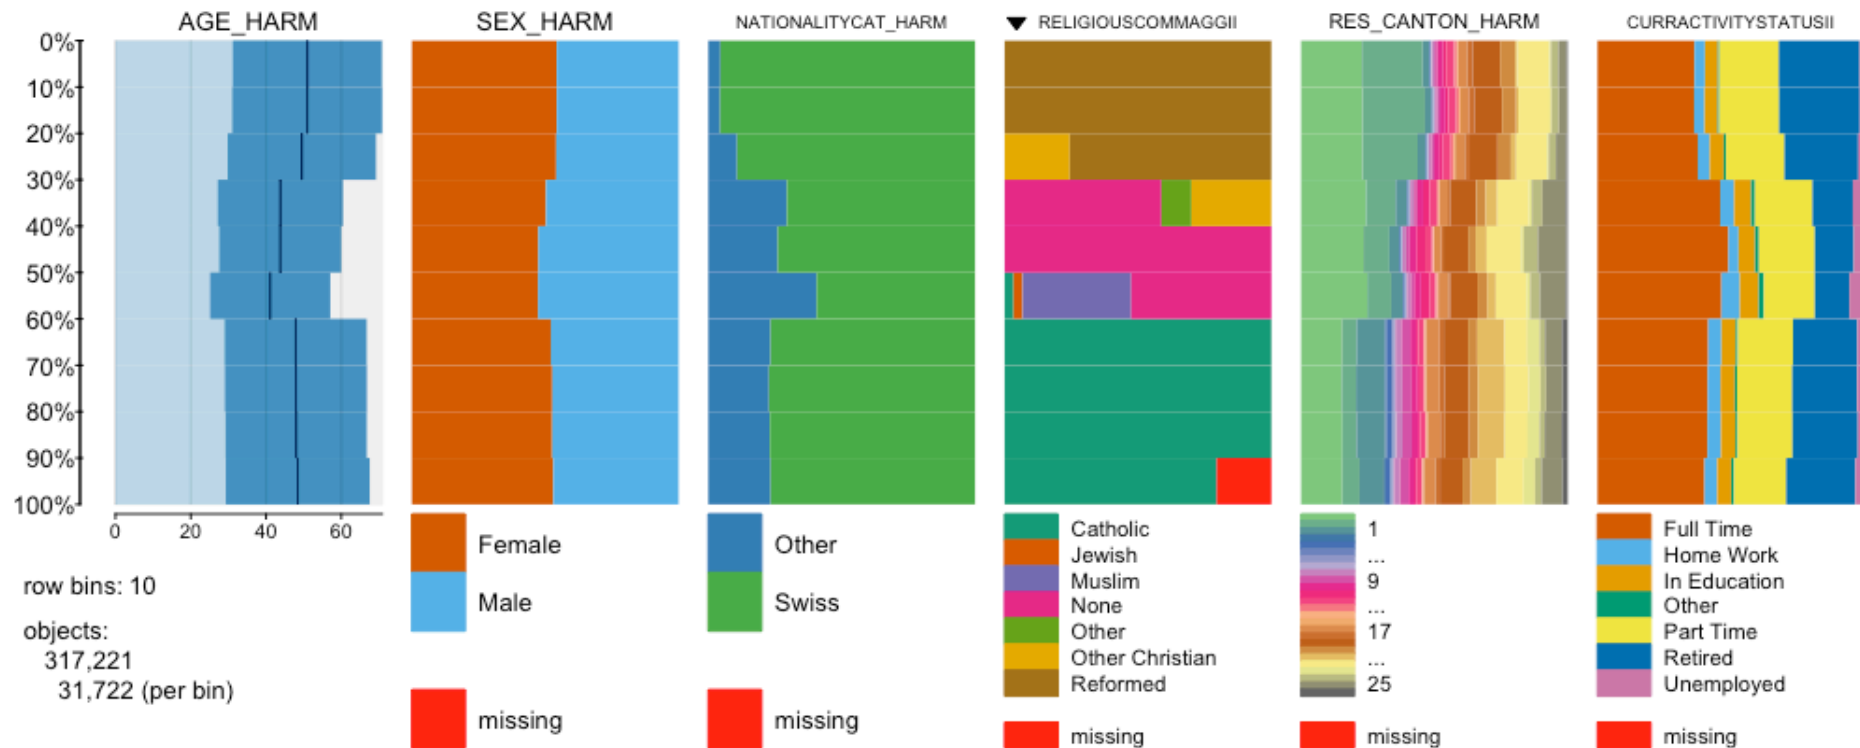 AGE_HARM SEX_HARM NATIONALITYCAT_HARM RELIGIOUSCOMMAGGII RES_CANTON_HARM CURRACTIVITYSTATUSII
0%
10%
20%
30%
40%
50%
60%
70%
80%
90%
100%
0 20 40 60
row bins: 10
objects:
317,221
31,722 (per bin)
Female
Male
missing
Other
Swiss
missing
Catholic
Jewish
Muslim
None
Other
Other Christian
Reformed
missing
1
...
9
...
17
...
25
missing
Full Time
Home Work
In Education
Other
Part Time
Retired
Unemployed
missing